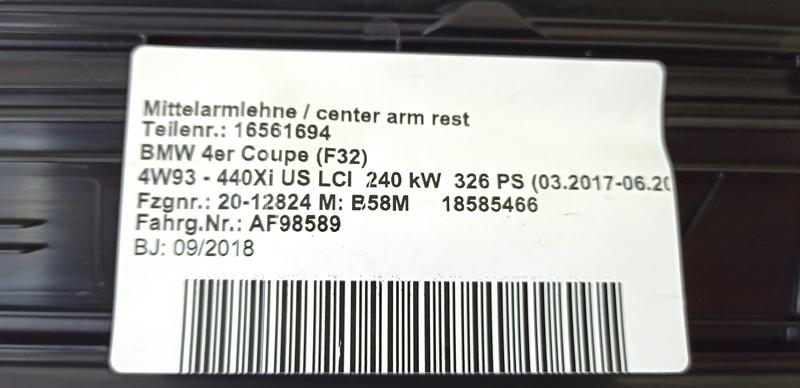 Mittelarmlehne / center arm rest
Teilenr.: 16561694
BMW 4er Coupe (F32)
4W93 - 440Xi US LCI 240 kW 326 PS (03.2017-06.20
Fzgnr.: 20-12824 M: B58M 18585466
Fahrg.Nr.: AF98589
BJ: 09/2018